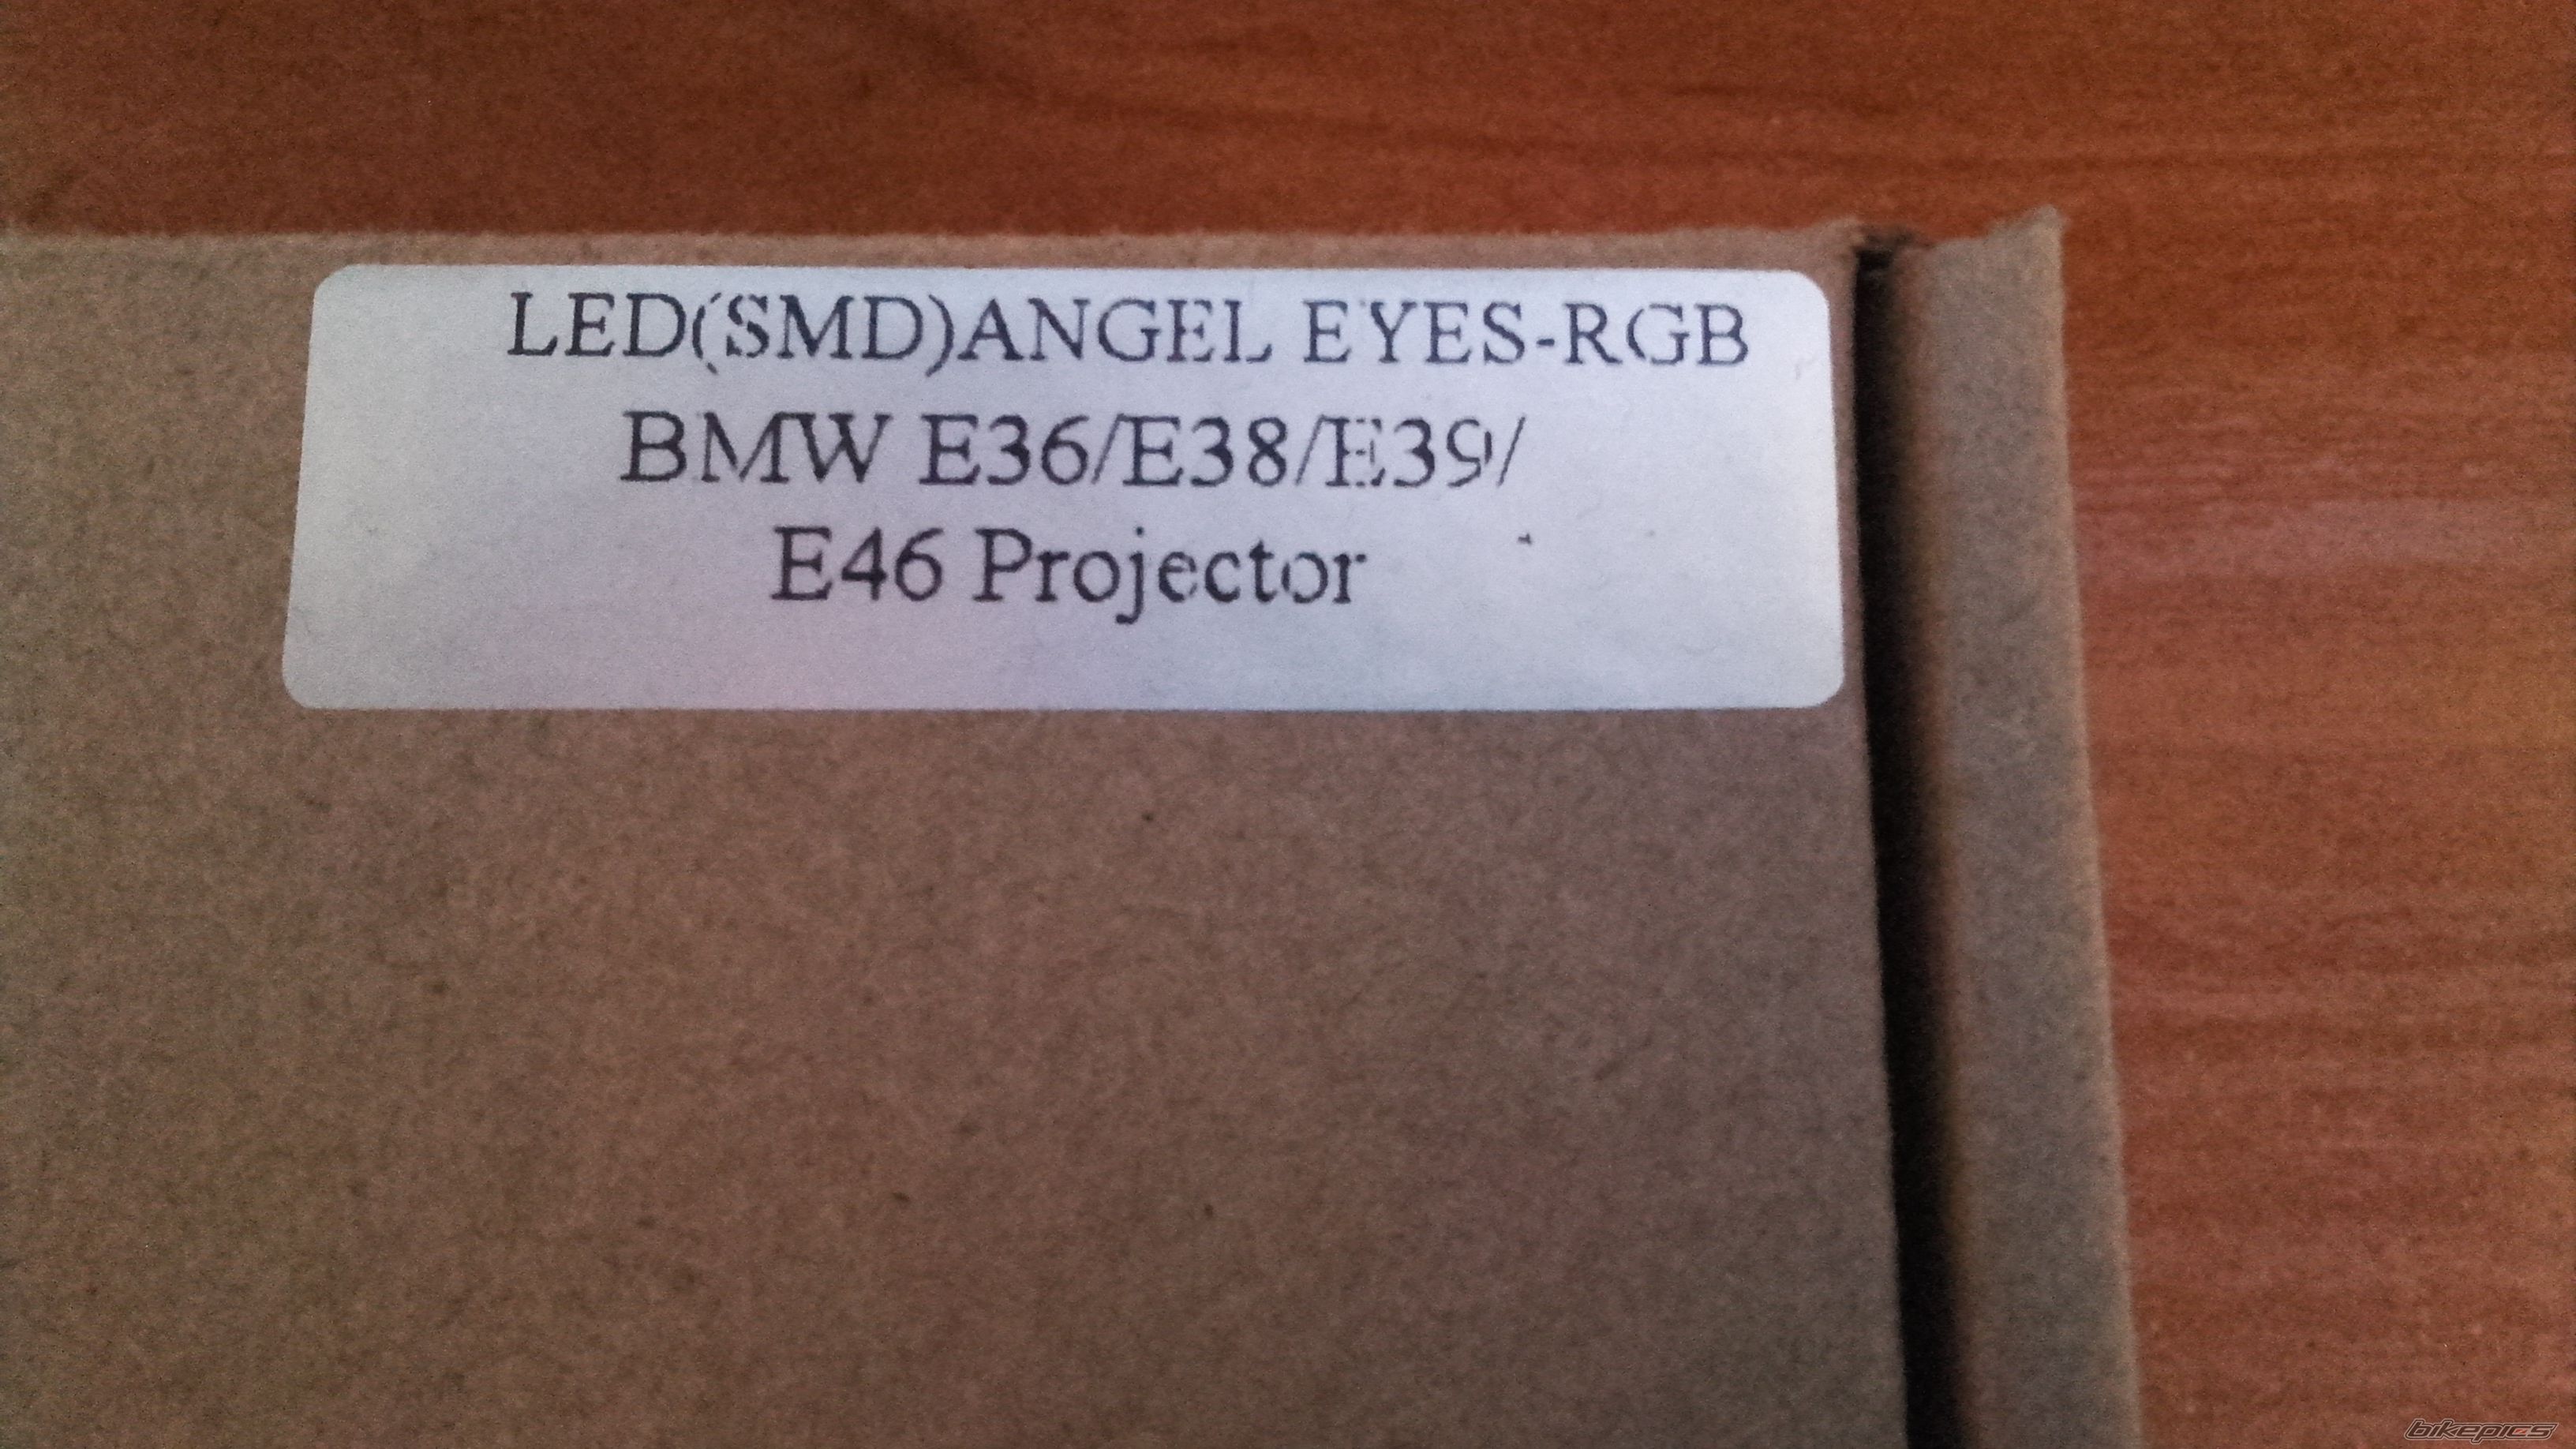 LED(SMD)ANGEL EYES-RGB
BMW E36/E38/E39/
E46 Projector
bikepics